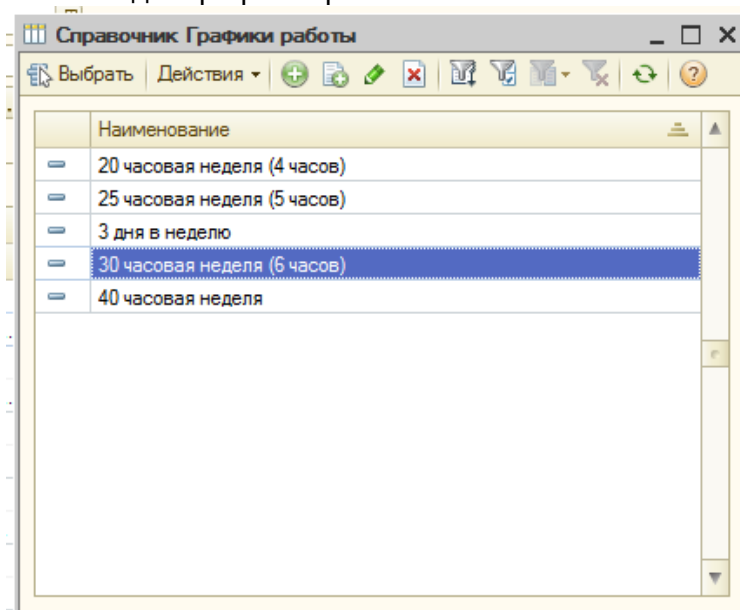 Справочник Графики работы
Выбрать Действия
Наименование
20 часовая неделя (4 часов)
25 часовая неделя (5 часов)
3 дня в неделю
30 часовая неделя (6 часов)
40 часовая неделя